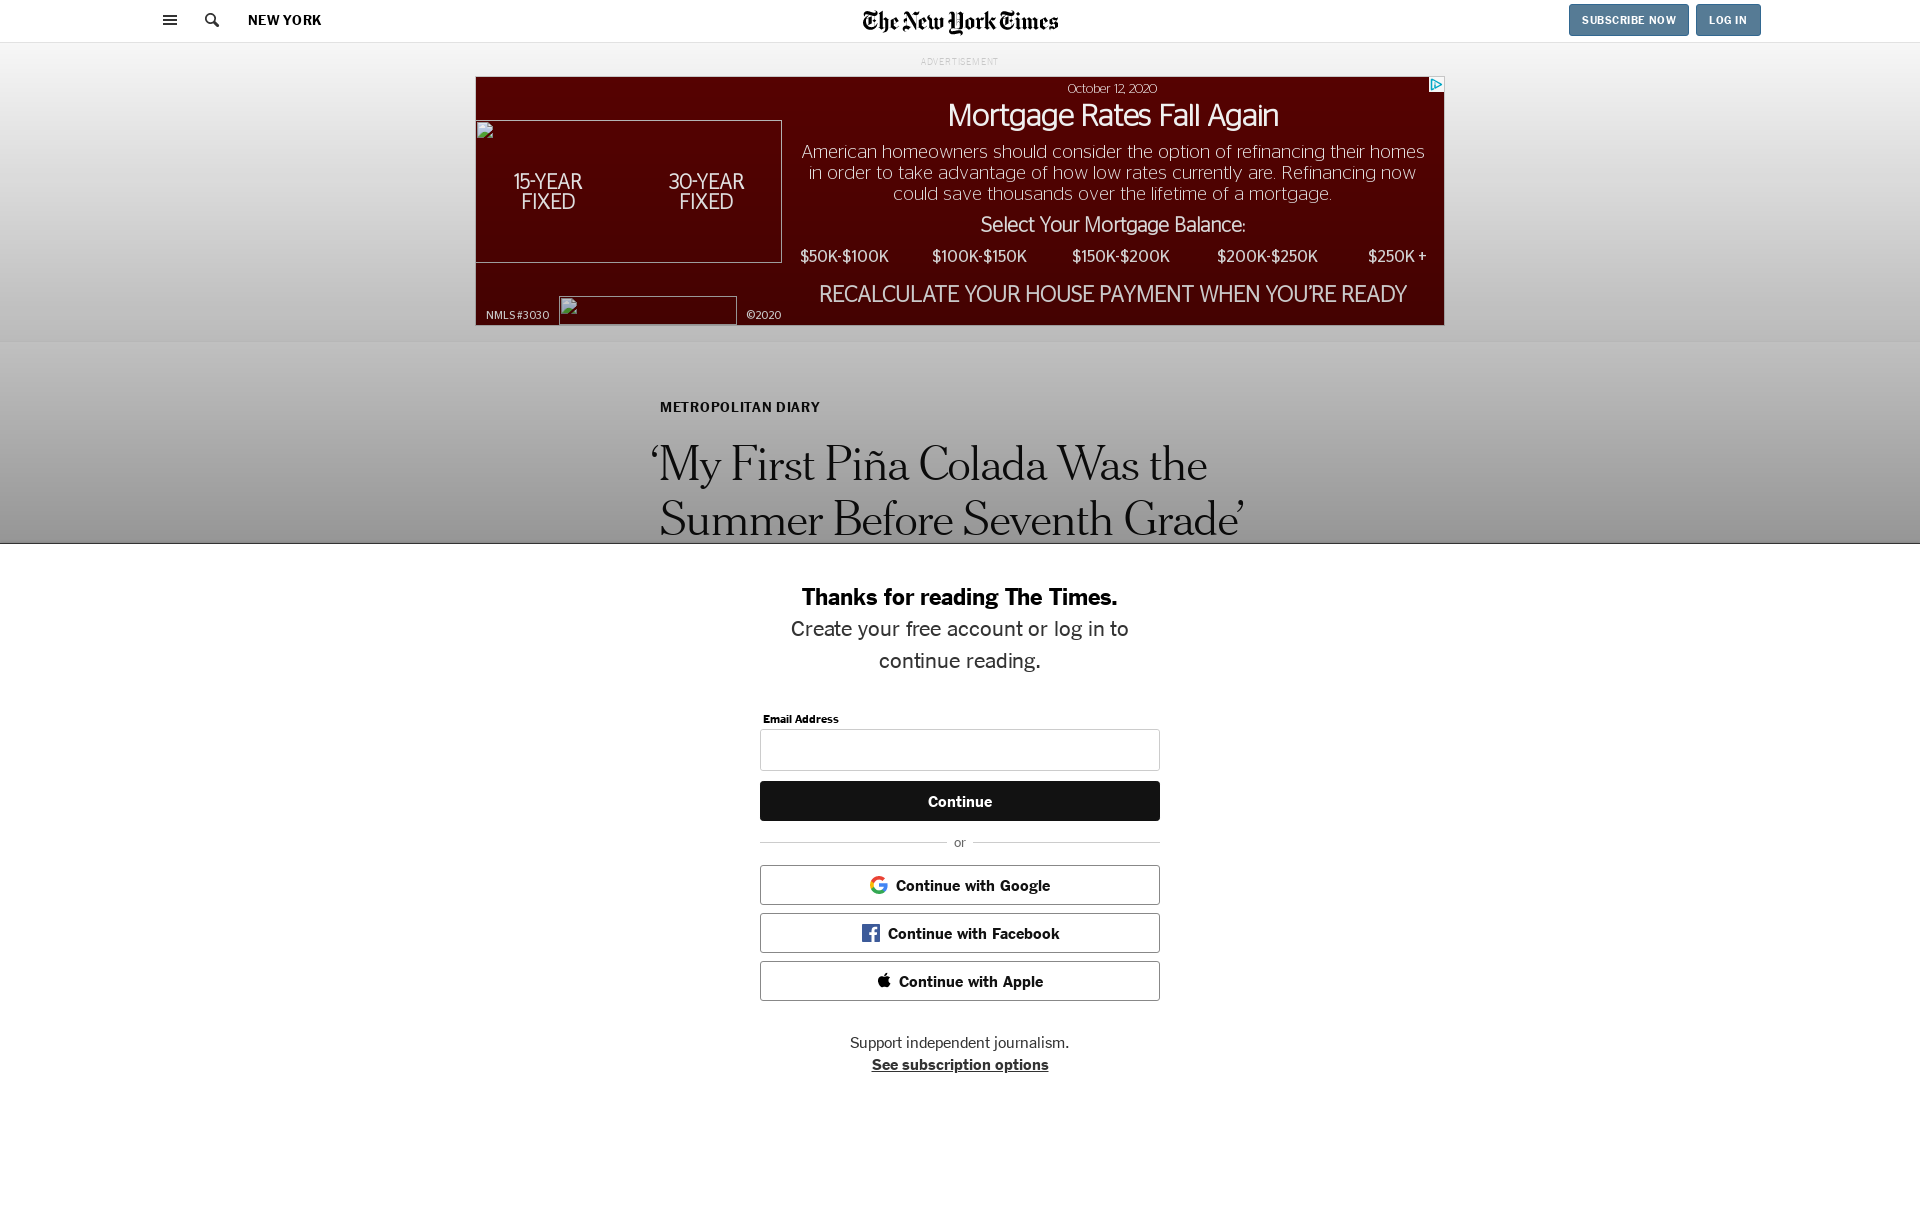 NEW YORK
The New York Times
SUBSCRIBE NOW
LOG IN
ADVERTISEMENT
October 12, 2020
Mortgage Rates Fall Again
American homeowners should consider the option of refinancing their homes
in order to take advantage of how low rates currently are. Refinancing now
could save thousands over the lifetime of a mortgage.
15-YEAR
FIXED
30-YEAR
FIXED
Select Your Mortgage Balance:
$50K-$100K
$100K-$150K
$150K-$200K
$200K-$250K
$250K +
RECALCULATE YOUR HOUSE PAYMENT WHEN YOU'RE READY
NMLS#3030
©2020
METROPOLITAN DIARY
‘My First Piña Colada Was the
Summer Before Seventh Grade’
Thanks for reading The Times.
Create your free account or log in to
continue reading.
Email Address
Continue
or
Continue with Google
Continue with Facebook
Continue with Apple
Support independent journalism.
See subscription options